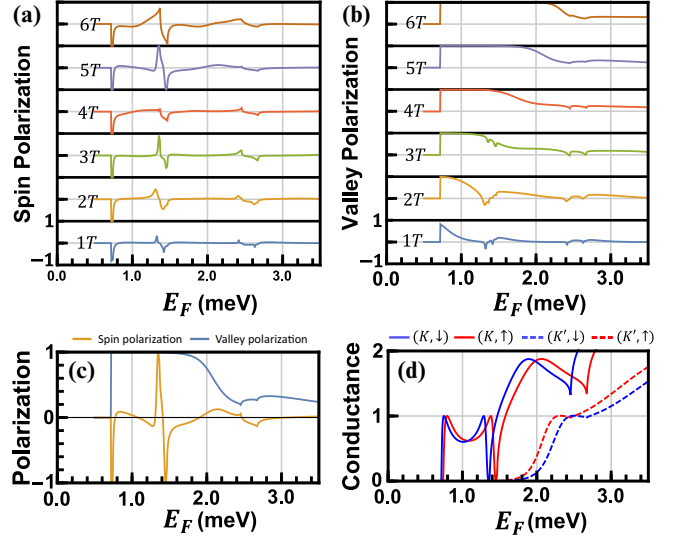 (a)
Spin Polarization
6T
5T
4T
3T
2T
1T
1
−1
0.0
1.0
2.0
3.0
E_F (meV)
(b)
Valley Polarization
6T
5T
4T
3T
2T
1T
1
−1
0.0
1.0
2.0
3.0
E_F (meV)
Spin polarization
Valley polarization
(c)
Polarization
1
0
−1
0.0
1.0
2.0
3.0
E_F (meV)
(K,↓)
(K,↑)
(K′,↓)
(K′,↑)
(d)
Conductance
2
1
0
0.0
1.0
2.0
3.0
E_F (meV)